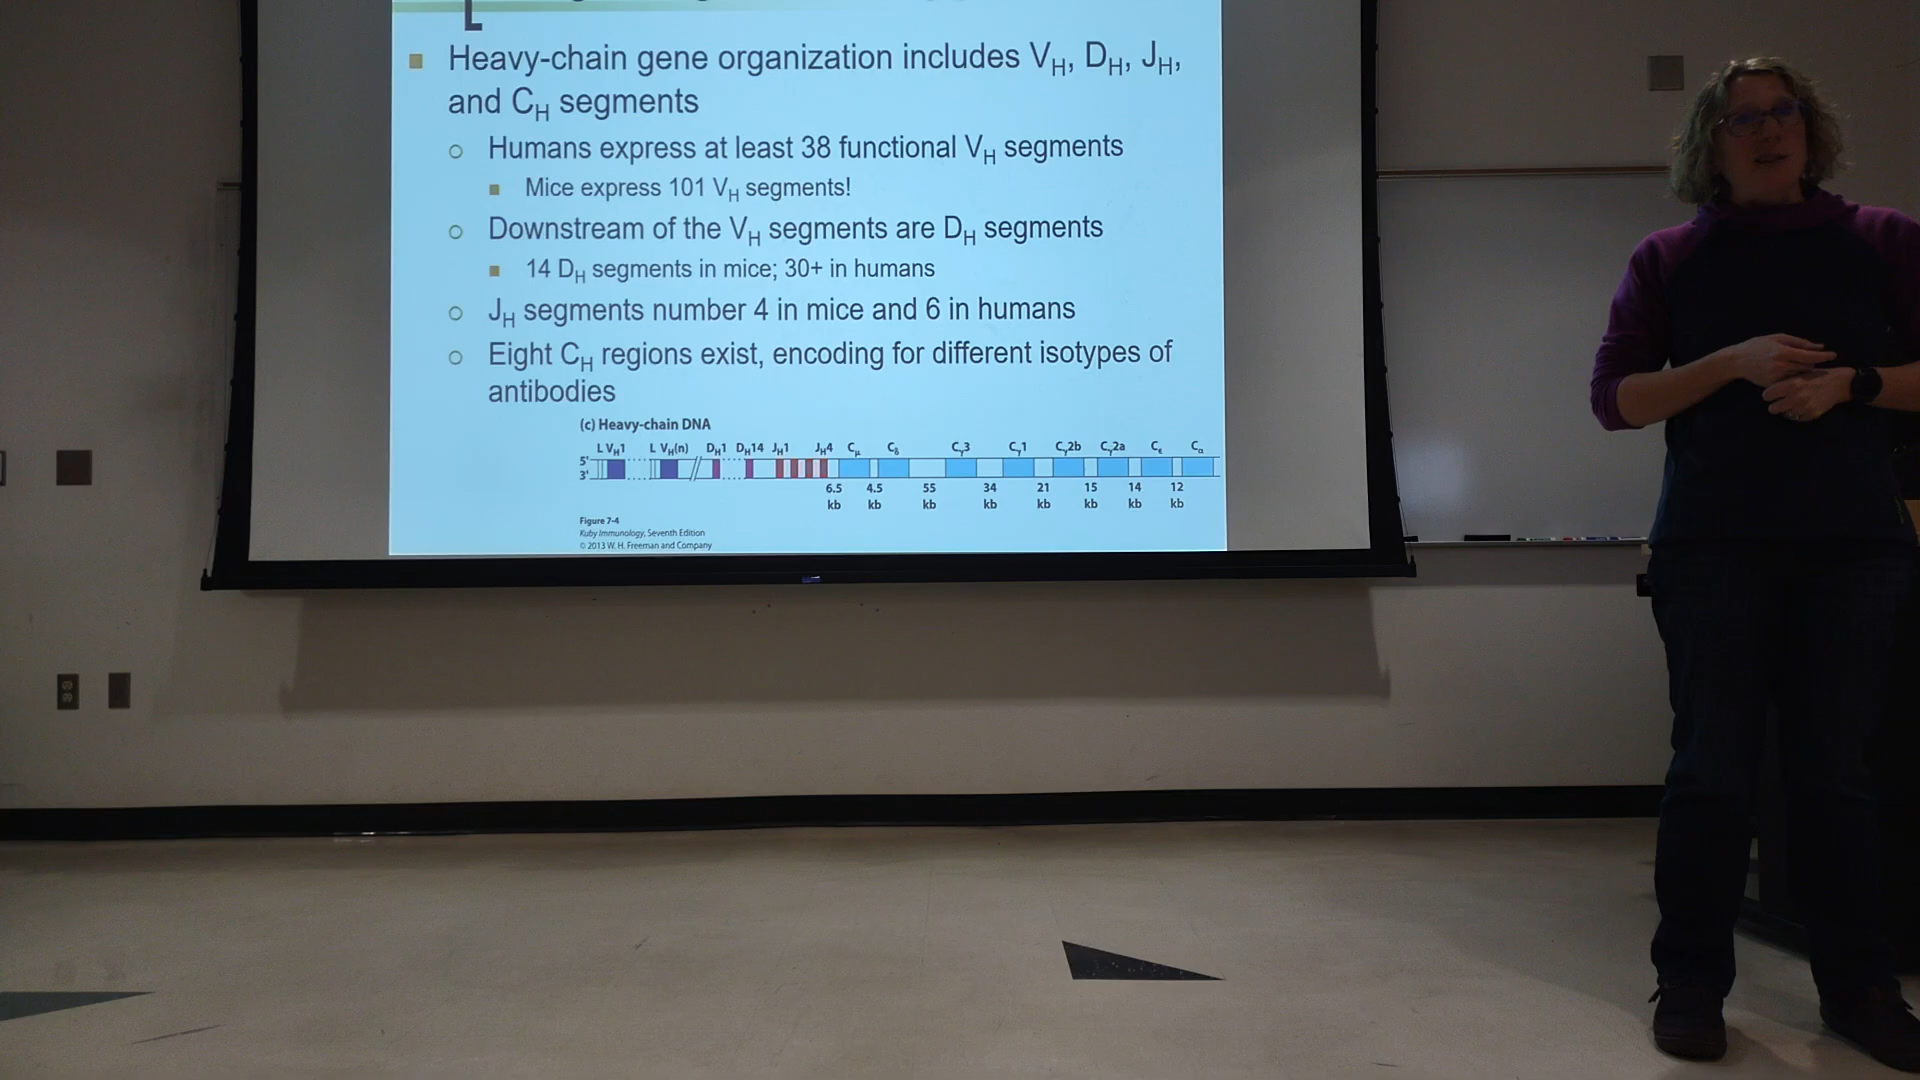 Heavy-chain gene organization includes VH, DH, JH,
and CH segments
Humans express at least 38 functional VH segments
Mice express 101 VH segments!
Downstream of the VH segments are DH segments
14 DH segments in mice; 30+ in humans
JH segments number 4 in mice and 6 in humans
Eight CH regions exist, encoding for different isotypes of
antibodies
(c) Heavy-chain DNA
L VH1 L VH(n) DH1 DH14 JH1 JH4 Cμ Cδ Cγ3 Cγ1 Cγ2b Cγ2a Cε Cα
5'
3'
6.5 4.5 55 34 21 15 14 12
kb kb kb kb kb kb kb kb
Figure 7-4
Kuby Immunology, Seventh Edition
© 2013 W. H. Freeman and Company